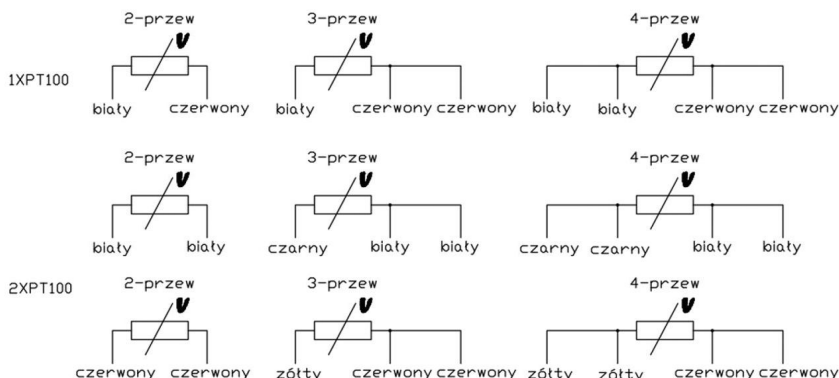 2-przew 3-przew 4-przew
V V V
1XPT100
biały czerwony biały czerwony czerwony biały biały czerwony czerwony
2-przew 3-przew 4-przew
V V V
biały biały czarny biały biały czarny czarny biały biały
2XPT100
2-przew 3-przew 4-przew
V V V
czerwony czerwony żółty czerwony czerwony żółty żółty czerwony czerwony